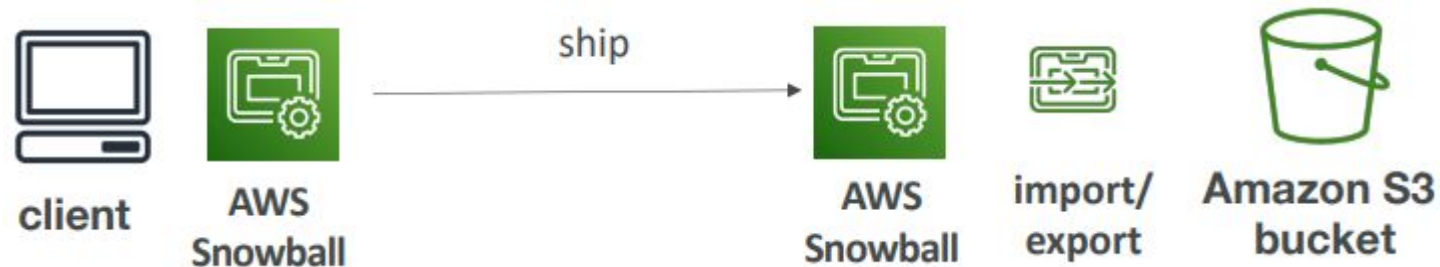 ship
client
AWS
Snowball
AWS
Snowball
import/
export
Amazon S3
bucket